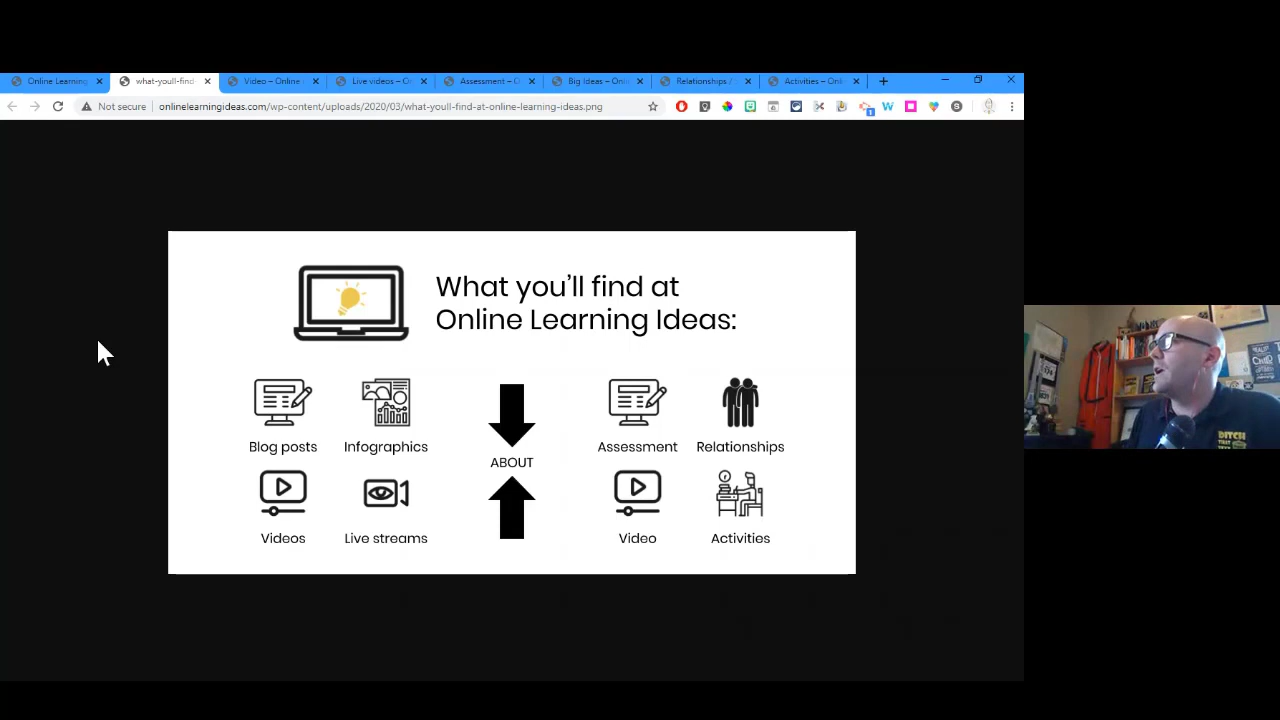 Online Learning
what-youll-find-
Video – Online
Live videos – O
Assessment – O
Big Ideas – Onli
Relationships /
Activities – Onli
Not secure
onlinelearningideas.com/wp-content/uploads/2020/03/what-youll-find-at-online-learning-ideas.png
What you'll find at
Online Learning Ideas:
Blog posts
Infographics
ABOUT
Assessment
Relationships
Videos
Live streams
Video
Activities
DITCH
THAT